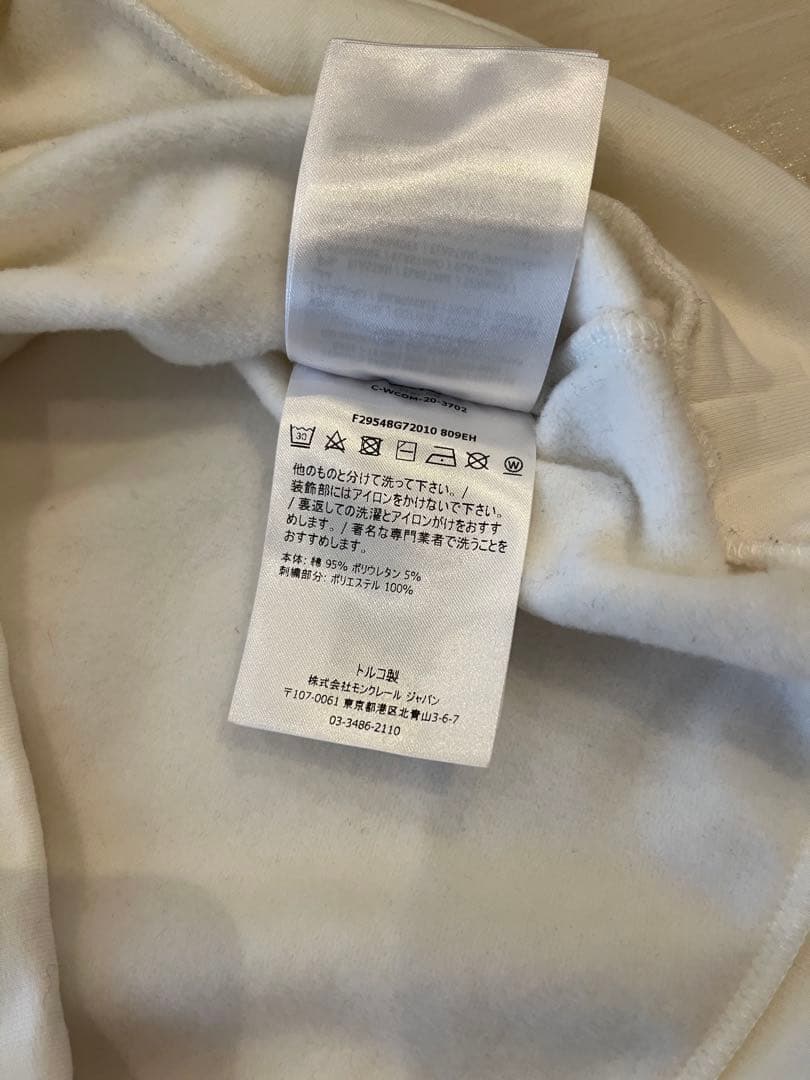 C-WCOM-20-3702
F29548G72010 809EH
30
W
他のものと分けて洗って下さい。/
装飾部にはアイロンをかけないで下さい。
/ 裏返しての洗濯とアイロンがけをおすす
めします。/ 著名な専門業者で洗うことを
おすすめします。
本体: 綿 95% ポリウレタン 5%
刺繍部分: ポリエステル 100%
トルコ製
株式会社モンクレール ジャパン
〒107-0061 東京都港区北青山3-6-7
03-3486-2110